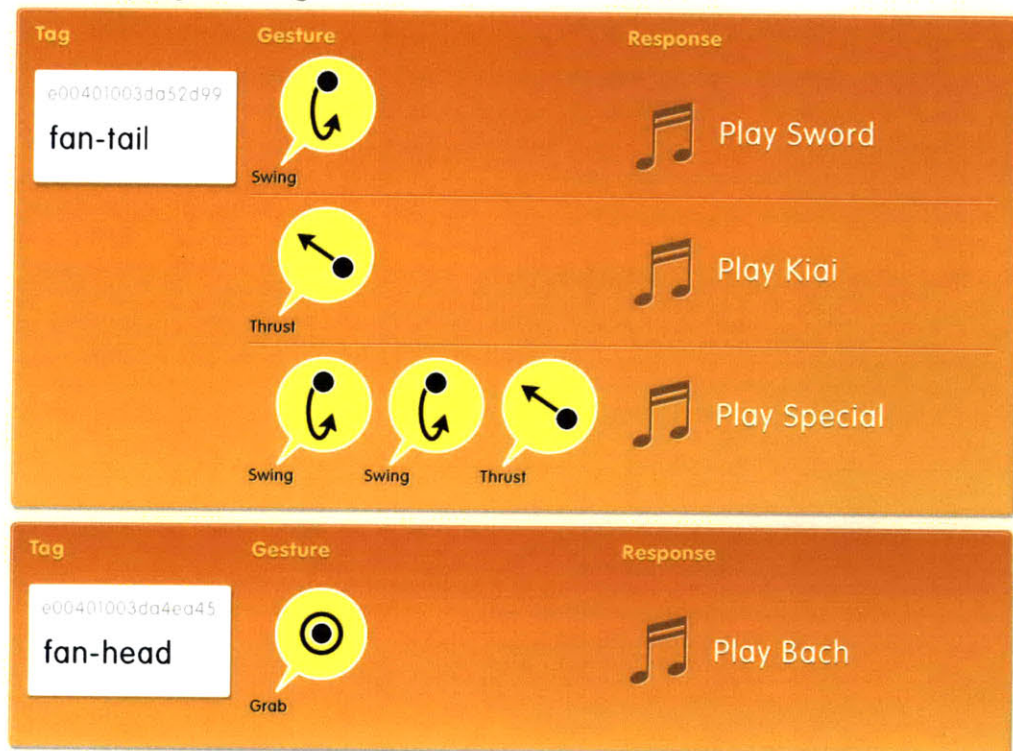 Tag Gesture Response
e00401003da52d99
fan-tail
Swing
Play Sword
Thrust
Play Kiai
Swing Swing Thrust
Play Special
Tag Gesture Response
e00401003da4ea45
fan-head
Grab
Play Bach